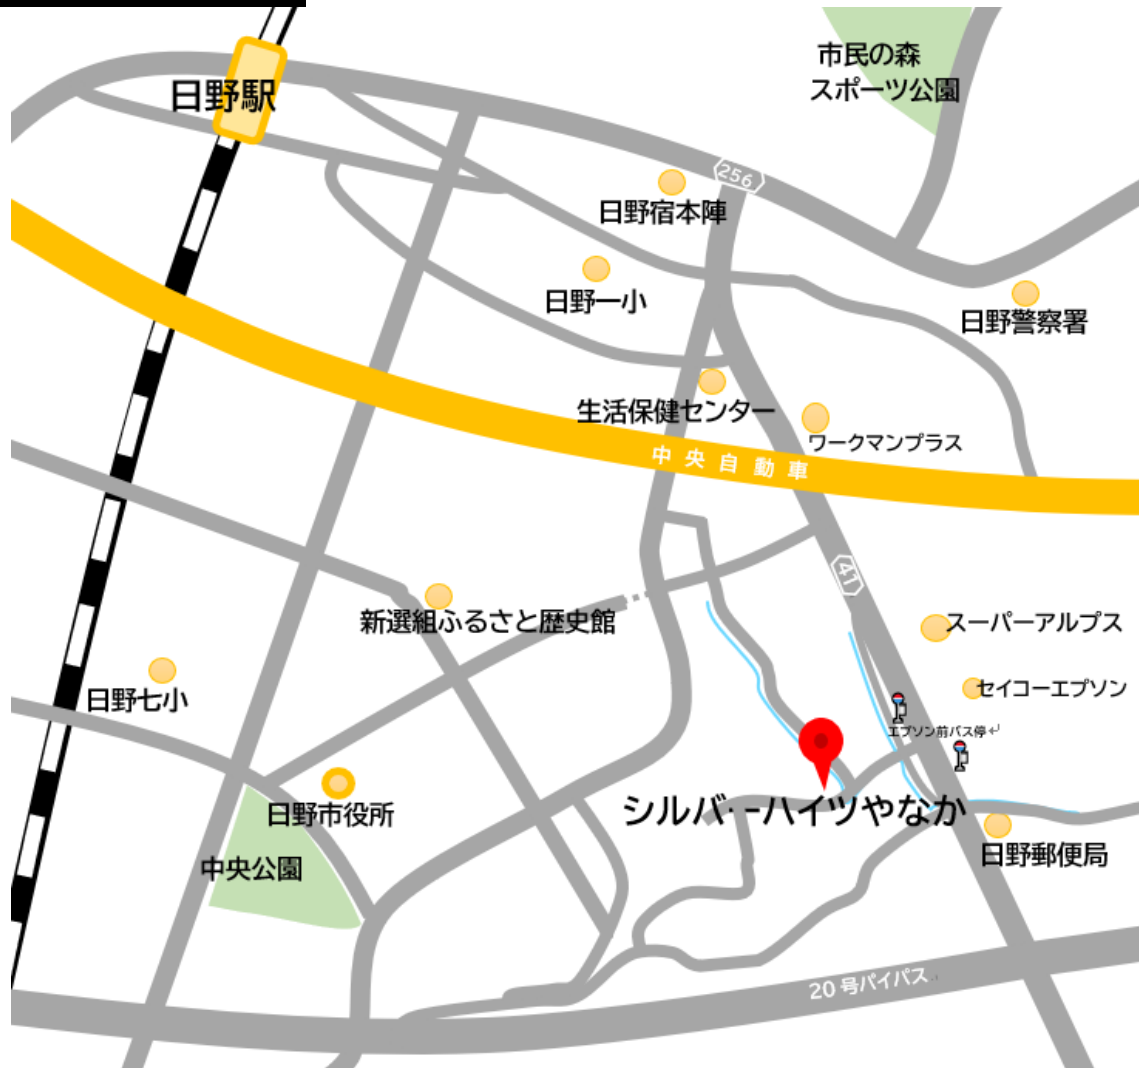 市民の森
スポーツ公園
日野駅
256
日野宿本陣
日野一小
日野警察署
生活保健センター
ワークマンプラス
中央自動車
41
新選組ふるさと歴史館
スーパーアルプス
日野七小
セイコーエプソン
エプソン前バス停
日野市役所
シルバーハイツやなか
中央公園
日野郵便局
20号バイパス